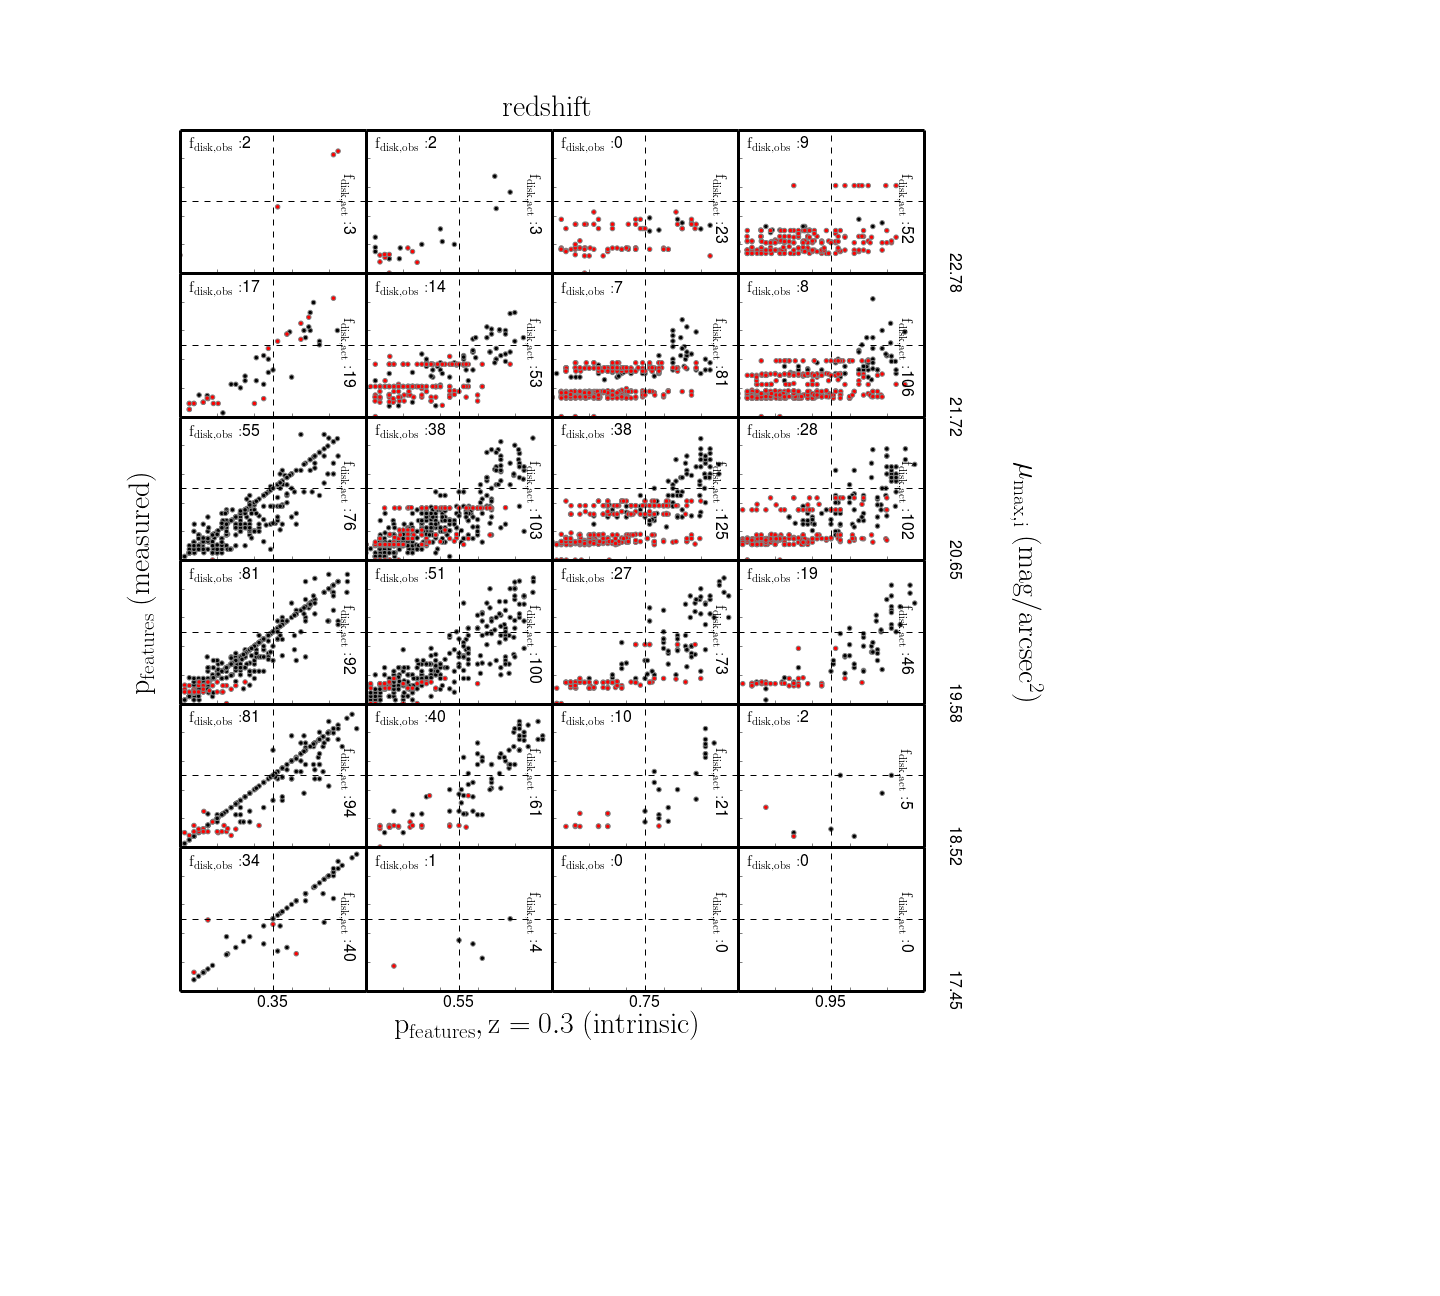 redshift
f_disk,obs :2
f_disk,act :3
f_disk,obs :2
f_disk,act :3
f_disk,obs :0
f_disk,act :23
f_disk,obs :9
f_disk,act :52
22.78
f_disk,obs :17
f_disk,act :19
f_disk,obs :14
f_disk,act :53
f_disk,obs :7
f_disk,act :81
f_disk,obs :8
f_disk,act :106
21.72
f_disk,obs :55
f_disk,act :76
f_disk,obs :38
f_disk,act :103
f_disk,obs :38
f_disk,act :125
f_disk,obs :28
f_disk,act :102
20.65
p_features (measured)
μ_max,i (mag/arcsec²)
f_disk,obs :81
f_disk,act :92
f_disk,obs :51
f_disk,act :100
f_disk,obs :27
f_disk,act :73
f_disk,obs :19
f_disk,act :46
19.58
f_disk,obs :81
f_disk,act :94
f_disk,obs :40
f_disk,act :61
f_disk,obs :10
f_disk,act :21
f_disk,obs :2
f_disk,act :5
18.52
f_disk,obs :34
f_disk,act :40
f_disk,obs :1
f_disk,act :4
f_disk,obs :0
f_disk,act :0
f_disk,obs :0
f_disk,act :0
17.45
0.35 0.55 0.75 0.95
p_features, z = 0.3 (intrinsic)